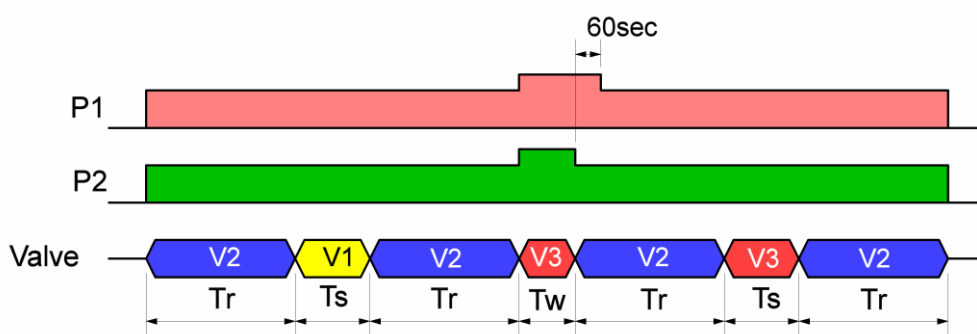 60sec
P1
P2
Valve V2 V1 V2 V3 V2 V3 V2
Tr Ts Tr Tw Tr Ts Tr